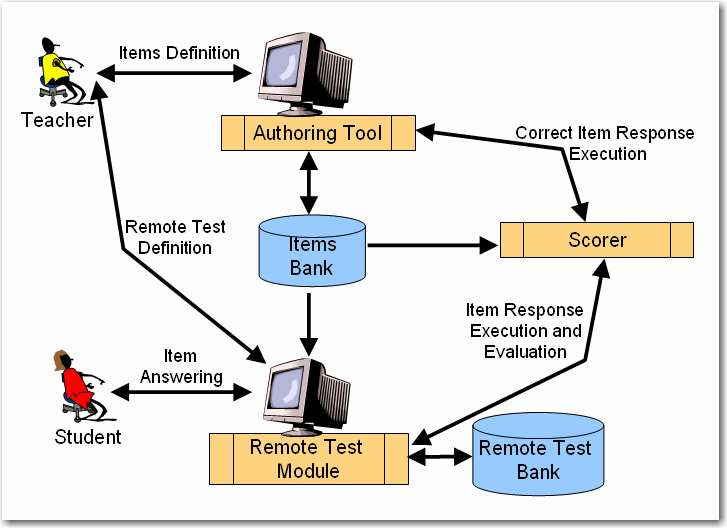 Items Definition
Teacher
Authoring Tool
Correct Item Response
Execution
Remote Test
Definition
Items
Bank
Scorer
Item Response
Execution and
Evaluation
Item
Answering
Student
Remote Test
Module
Remote Test
Bank